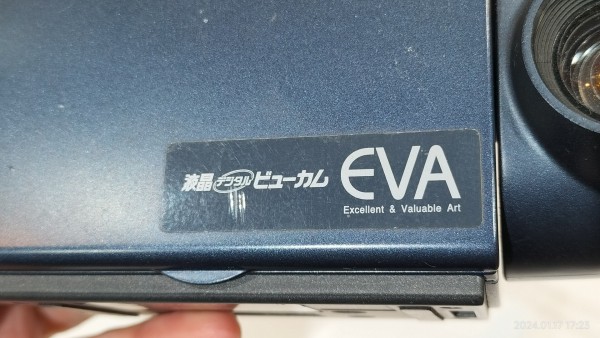 液晶デジタルビューカム EVA
Excellent & Valuable Art
2024.01.17 17:23